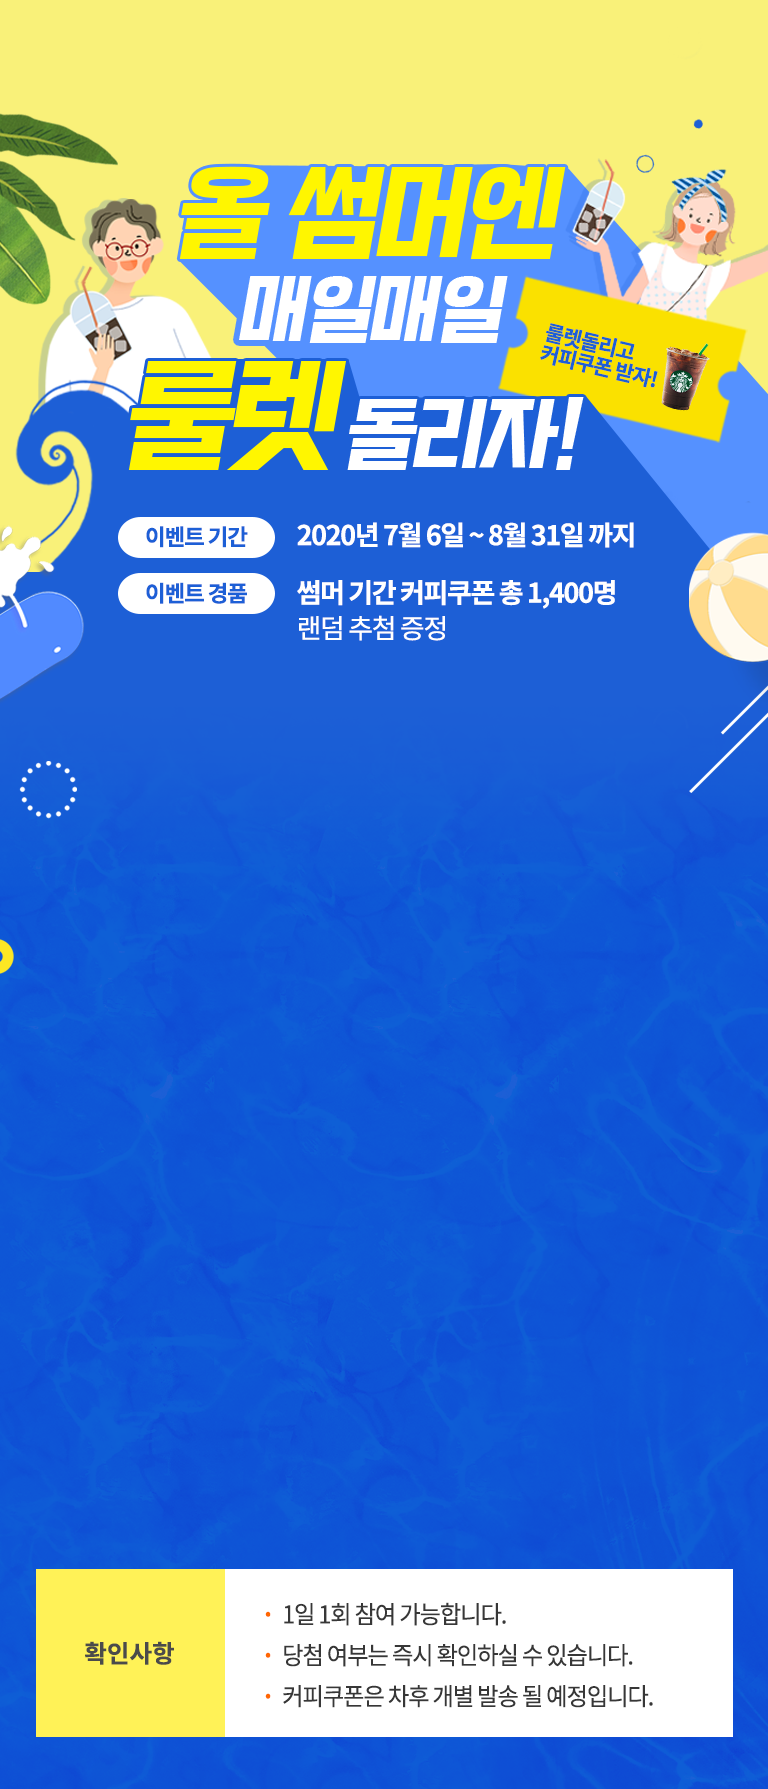 올 썸머엔
매일매일
룰렛 돌리자!
룰렛돌리고
커피쿠폰 받자!
이벤트 기간 2020년 7월 6일 ~ 8월 31일 까지
이벤트 경품 썸머 기간 커피쿠폰 총 1,400명
랜덤 추첨 증정
확인사항
• 1일 1회 참여 가능합니다.
• 당첨 여부는 즉시 확인하실 수 있습니다.
• 커피쿠폰은 차후 개별 발송 될 예정입니다.